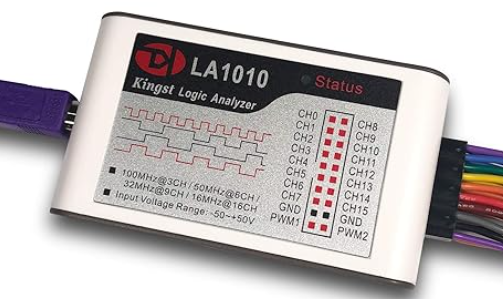 LA1010
Kingst Logic Analyzer
Status
CH0 CH8
CH1 CH9
CH2 CH10
CH3 CH11
CH4 CH12
CH5 CH13
CH6 CH14
CH7 CH15
GND GND
PWM1 PWM2
100MHz@3CH / 50MHz@6CH /
32MHz@9CH / 16MHz@16CH
Input Voltage Range: -50~+50V